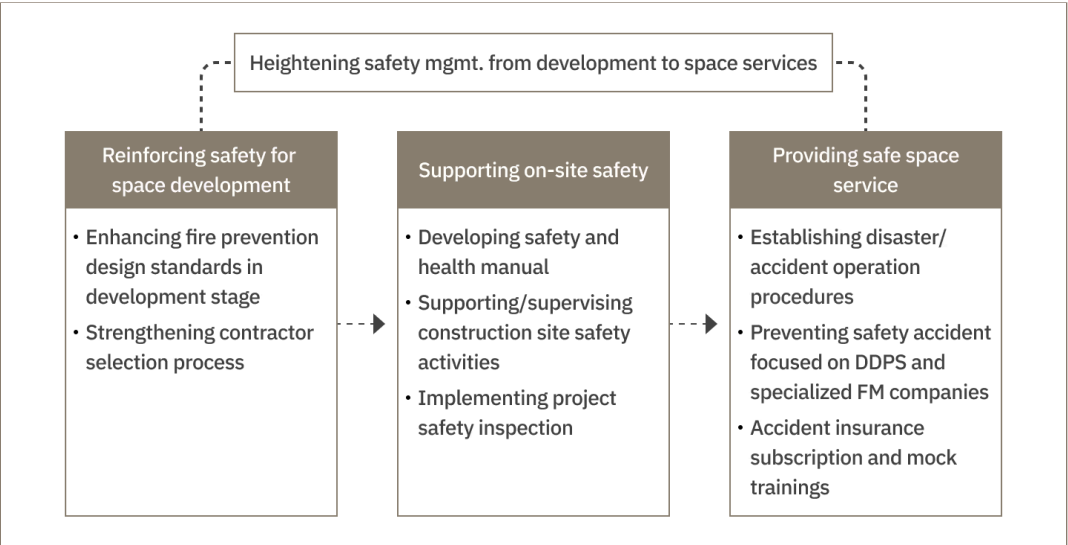 Heightening safety mgmt. from development to space services
Reinforcing safety for
space development
• Enhancing fire prevention
design standards in
development stage
• Strengthening contractor
selection process
Supporting on-site safety
• Developing safety and
health manual
• Supporting/supervising
construction site safety
activities
• Implementing project
safety inspection
Providing safe space
service
• Establishing disaster/
accident operation
procedures
• Preventing safety accident
focused on DDPS and
specialized FM companies
• Accident insurance
subscription and mock
trainings